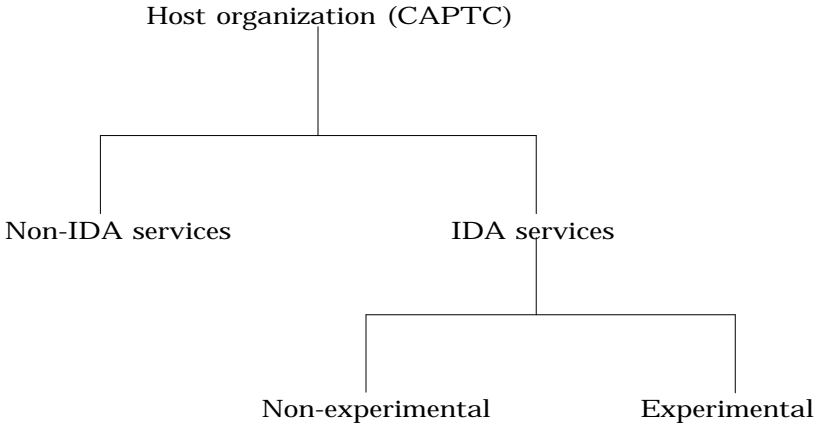 Host organization (CAPTC)
Non-IDA services
IDA services
Non-experimental
Experimental